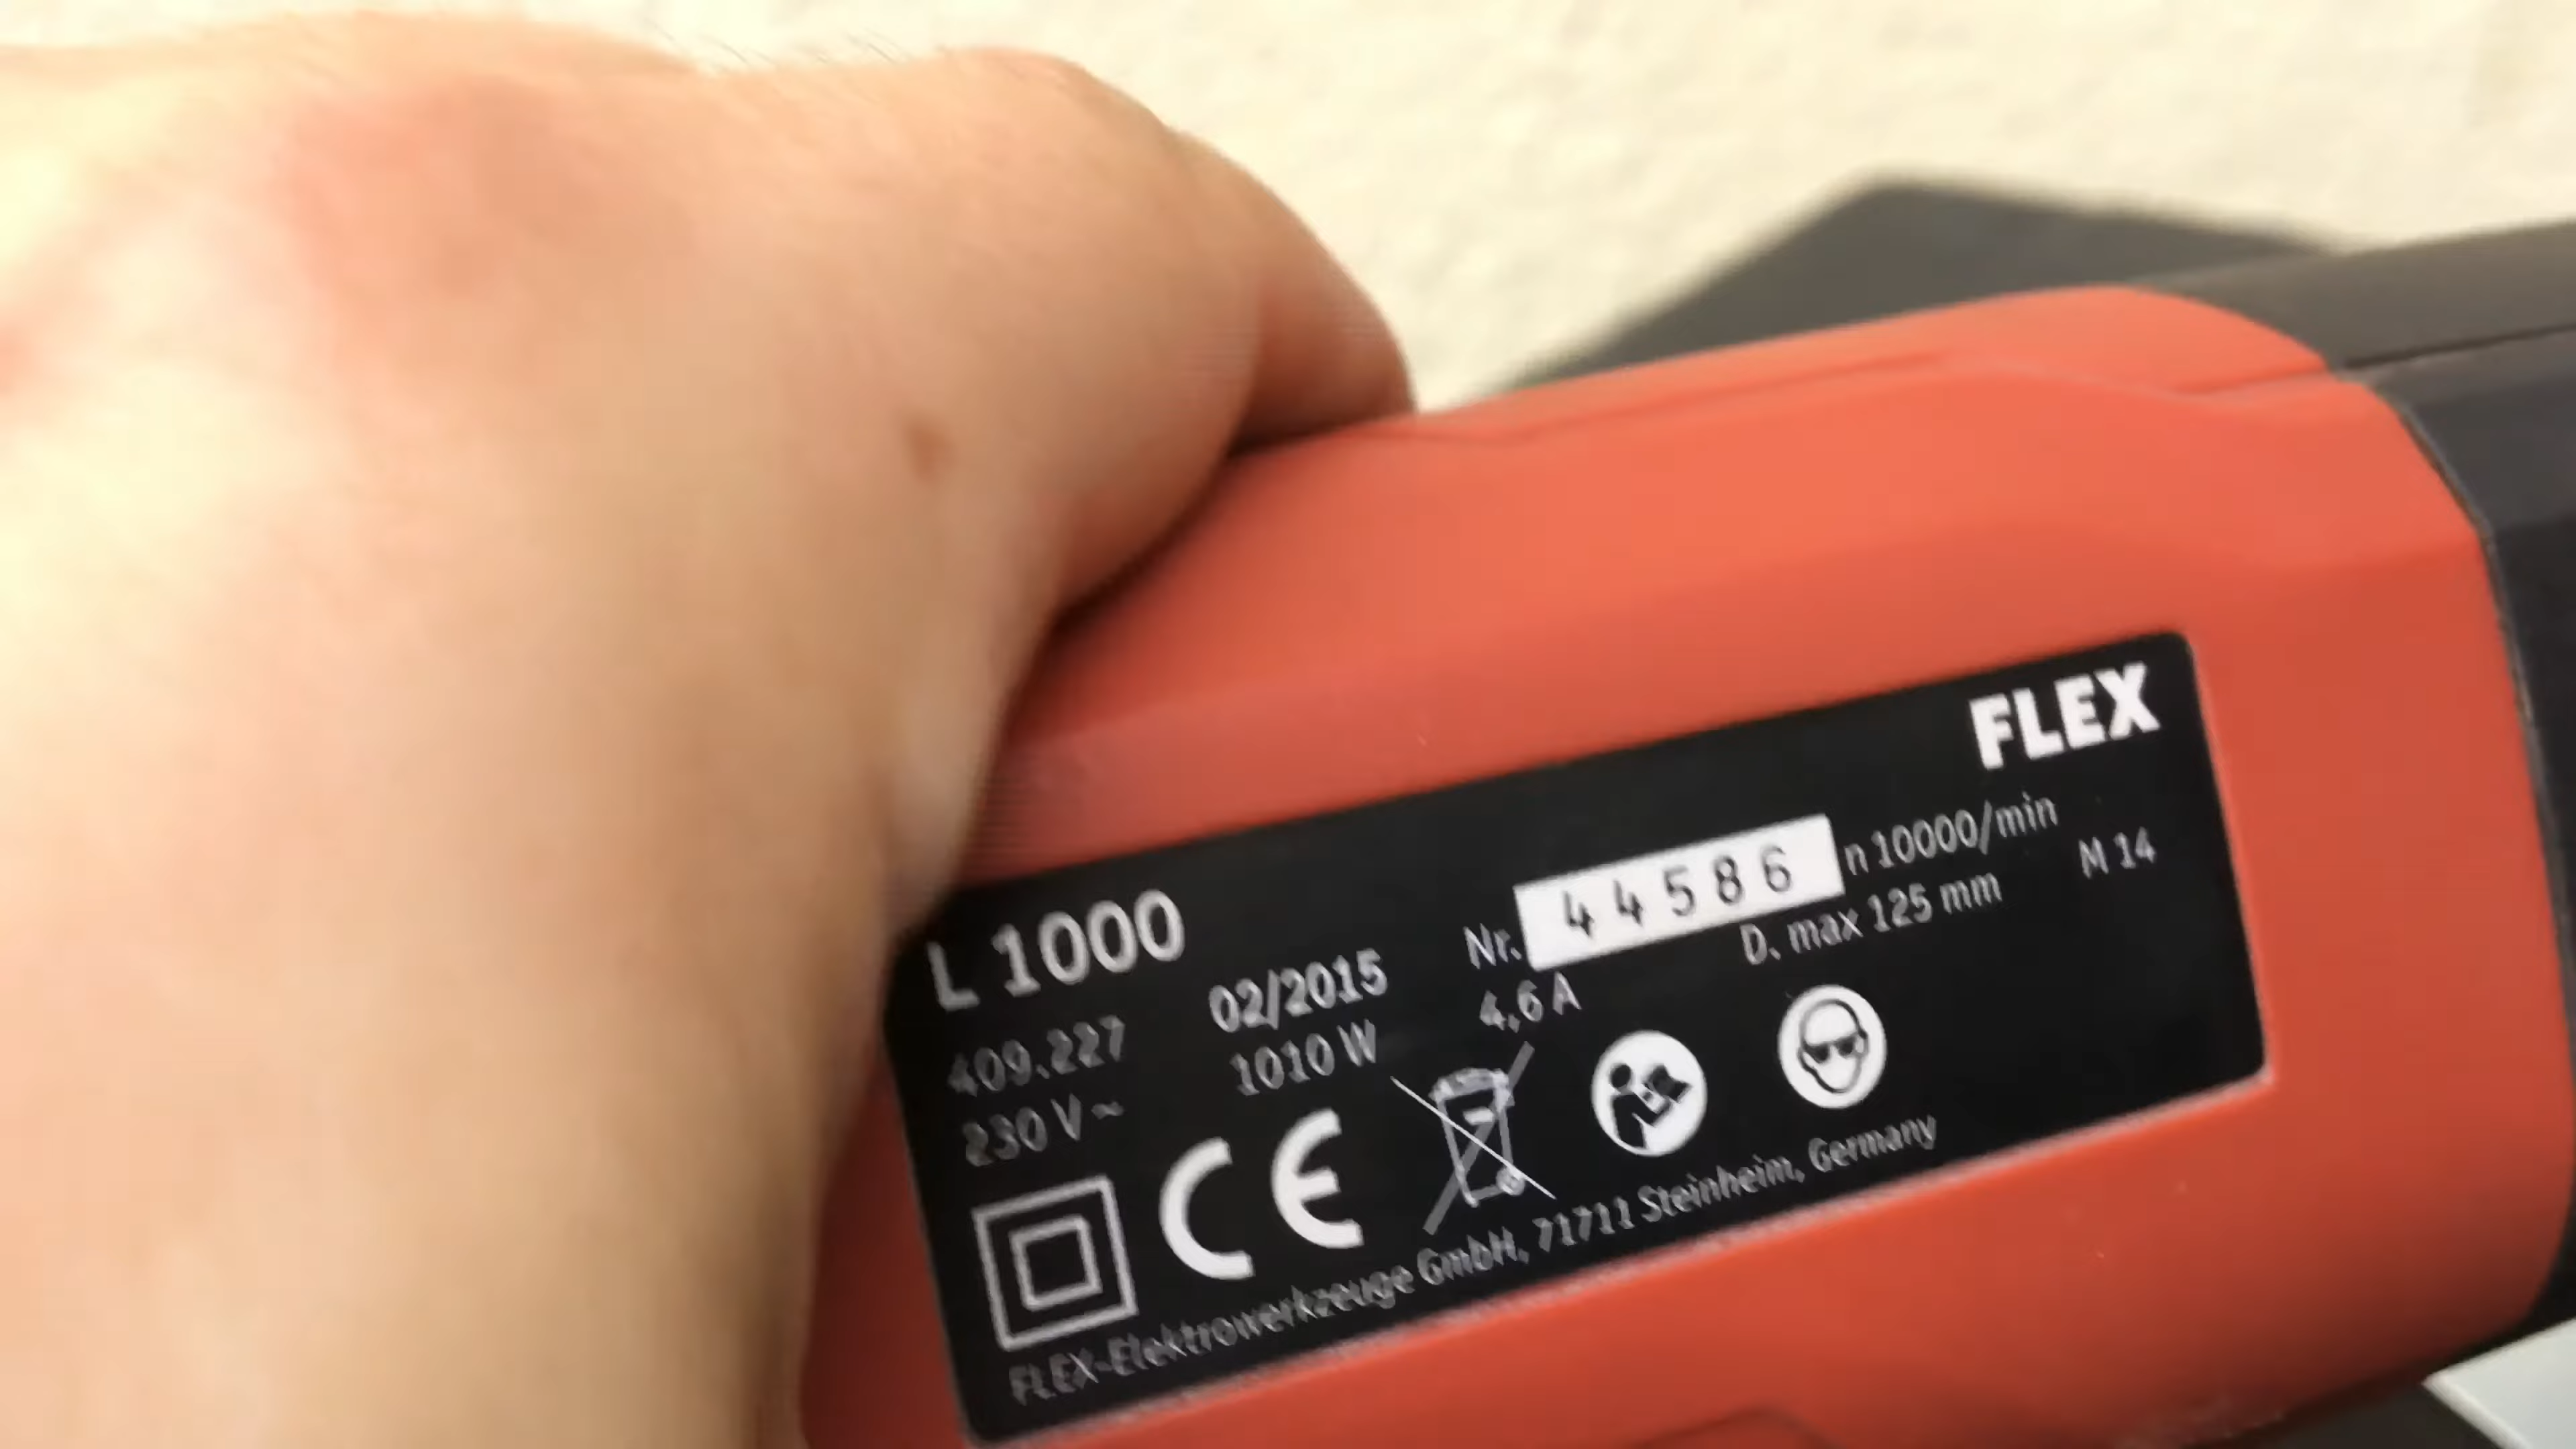 FLEX
L 1000
02/2015
Nr. 44586
n 10000/min
409.227
1010 W
4,6 A
D. max 125 mm
M 14
230 V ~
CE
FLEX-Elektrowerkzeuge GmbH, 71711 Steinheim, Germany